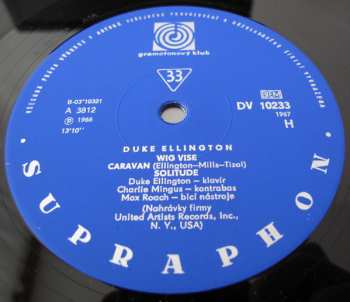 gramofonový klub
33
B-03*10321
A 3812
Ⓟ 1966
13'10"
GEM
DV 10233
1967
H
DUKE ELLINGTON
WIG VISE
CARAVAN (Ellington—Mills—Tizol)
SOLITUDE
Duke Ellington — klavír
Charlie Mingus — kontrabas
Max Roach — bicí nástroje
(Nahrávky firmy
United Artists Records, Inc.,
N. Y., USA)
· SUPRAPHON ·